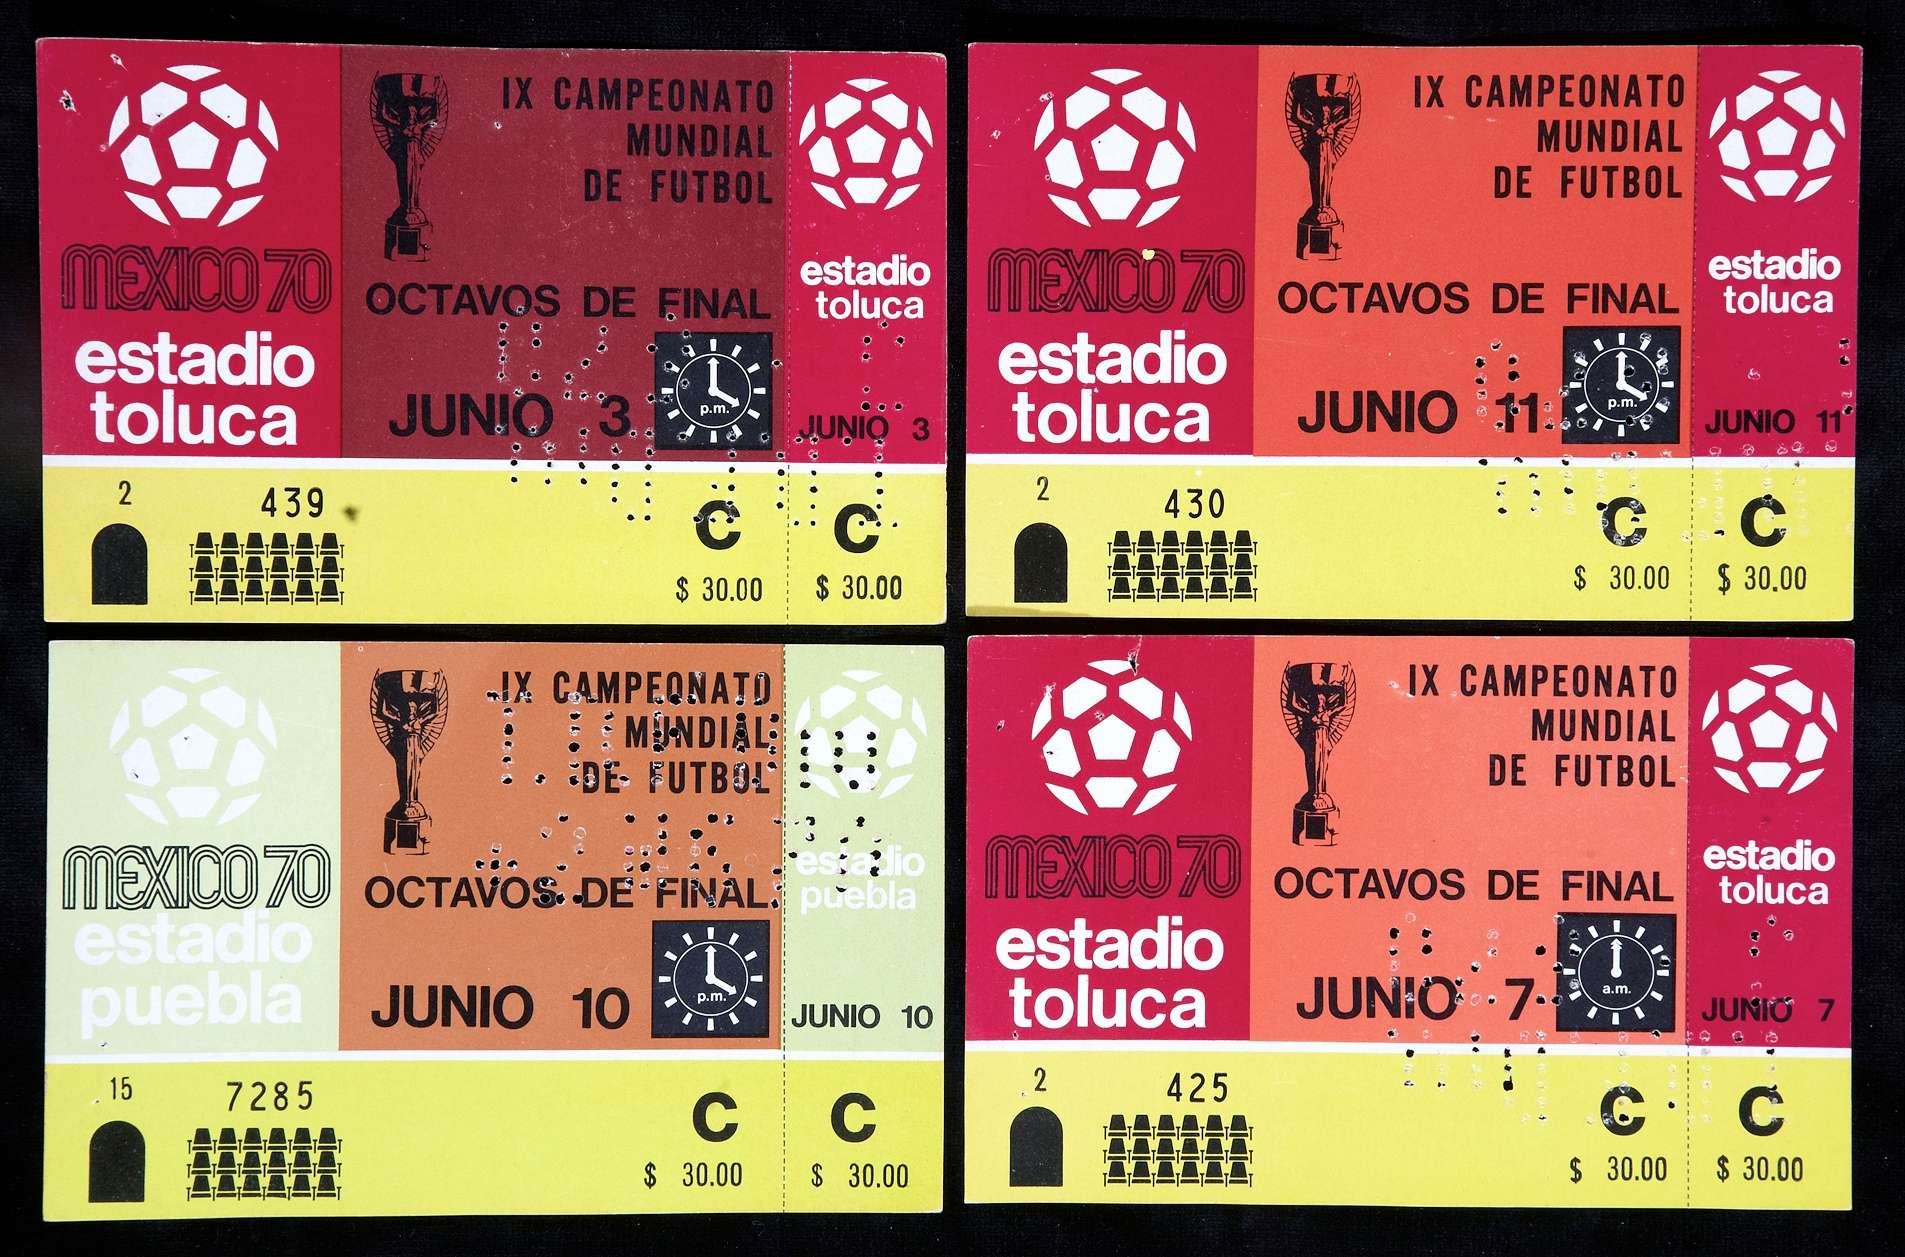 MEXICO 70
estadio
toluca
IX CAMPEONATO
MUNDIAL
DE FUTBOL
OCTAVOS DE FINAL
JUNIO 3
p.m.
estadio
toluca
JUNIO 3
2
439
C
$ 30.00
C
$ 30.00
MEXICO 70
estadio
toluca
IX CAMPEONATO
MUNDIAL
DE FUTBOL
OCTAVOS DE FINAL
JUNIO 11
p.m.
estadio
toluca
JUNIO 11
2
430
C
$ 30.00
C
$ 30.00
MEXICO 70
estadio
puebla
IX CAMPEONATO
MUNDIAL
DE FUTBOL
OCTAVOS DE FINAL
JUNIO 10
p.m.
estadio
puebla
JUNIO 10
15
7285
C
$ 30.00
C
$ 30.00
MEXICO 70
estadio
toluca
IX CAMPEONATO
MUNDIAL
DE FUTBOL
OCTAVOS DE FINAL
JUNIO 7
a.m.
estadio
toluca
JUNIO 7
2
425
C
$ 30.00
C
$ 30.00